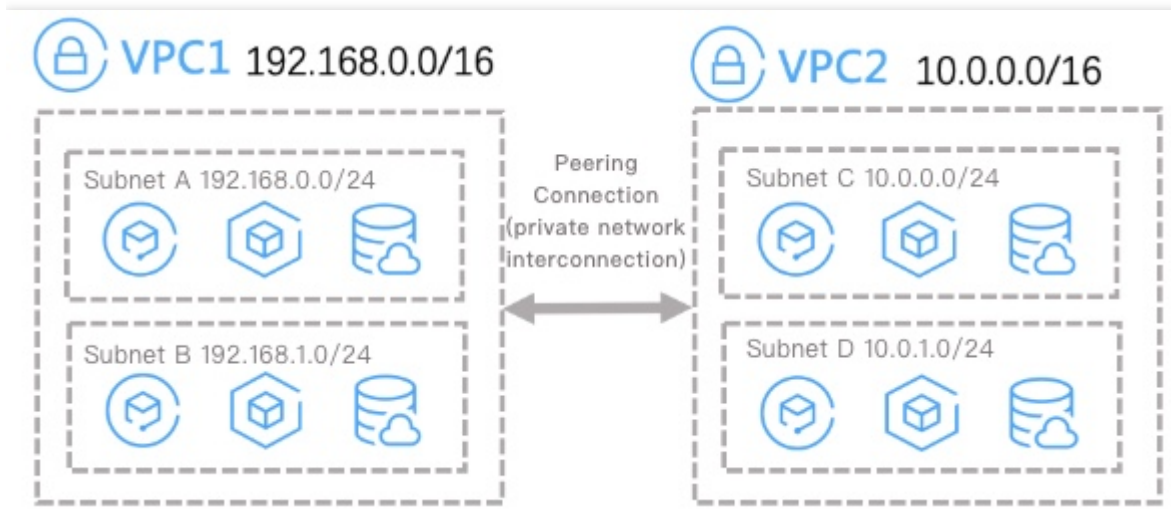 VPC1 192.168.0.0/16
Subnet A 192.168.0.0/24
Subnet B 192.168.1.0/24
Peering
Connection
(private network
interconnection)
VPC2 10.0.0.0/16
Subnet C 10.0.0.0/24
Subnet D 10.0.1.0/24